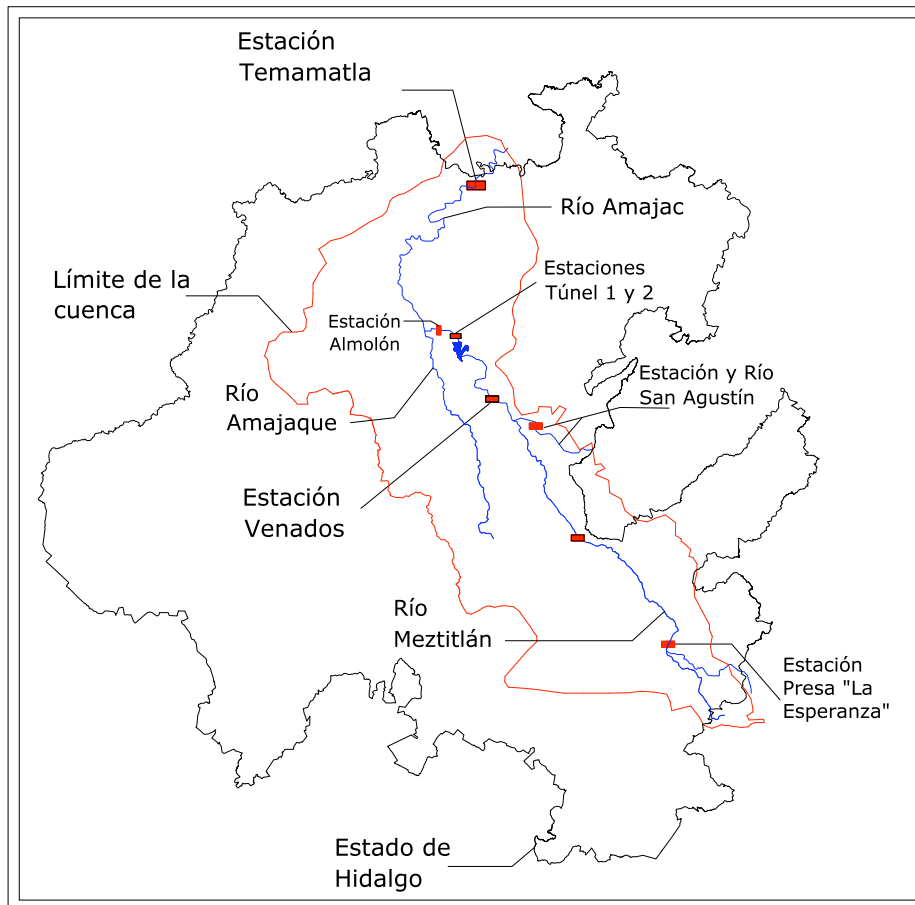 Estación
Temamatla
Río Amajac
Estaciones
Túnel 1 y 2
Límite de la
cuenca
Estación
Almolón
Estación y Río
San Agustín
Río
Amajaque
Estación
Venados
Río
Meztitlán
Estación
Presa "La
Esperanza"
Estado de
Hidalgo